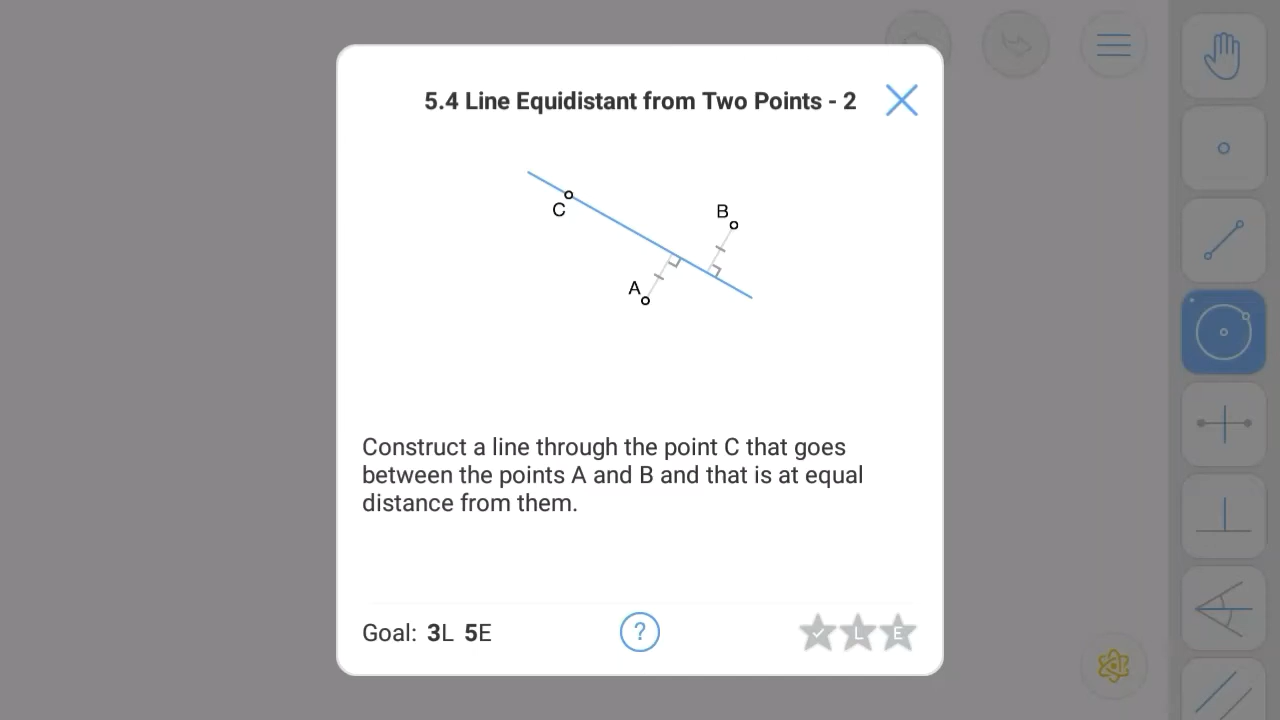 5.4 Line Equidistant from Two Points - 2
C
B
A
Construct a line through the point C that goes
between the points A and B and that is at equal
distance from them.
Goal: 3L 5E
?
L E